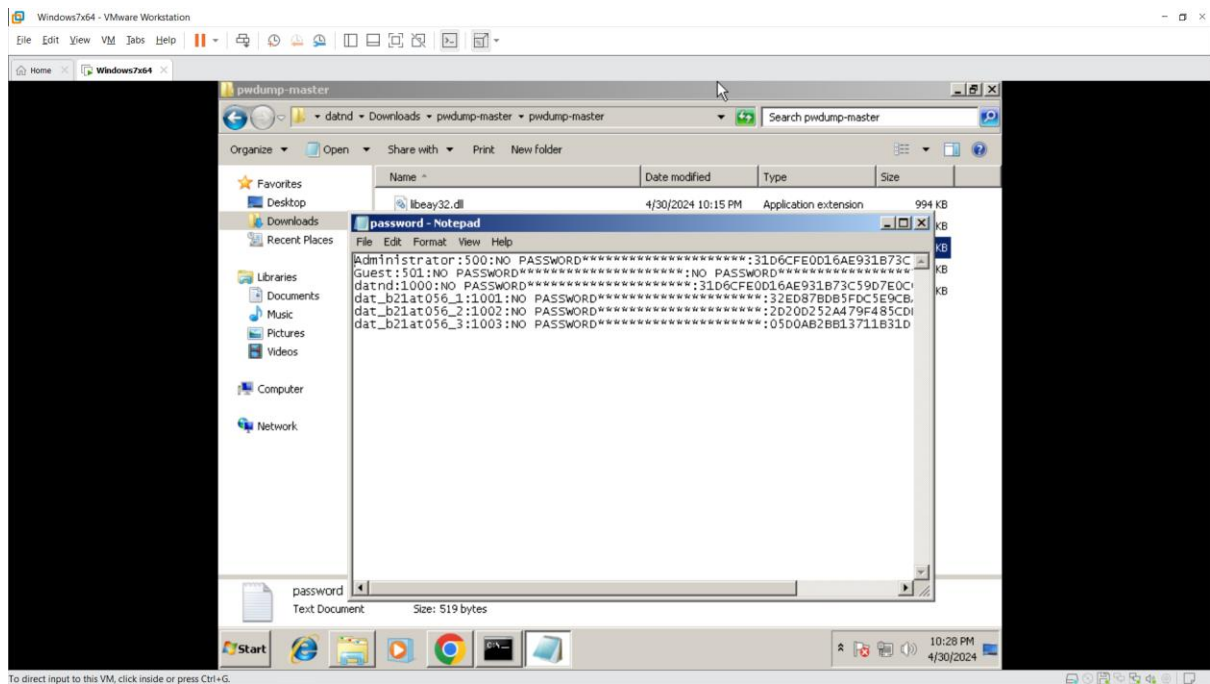 Windows7x64 - VMware Workstation
File Edit View VM Tabs Help
Home Windows7x64
pwdump-master
datnd Downloads pwdump-master pwdump-master Search pwdump-master
Organize Open Share with Print New folder
Name Date modified Type Size
Favorites
Desktop
Downloads
Recent Places
Libraries
Documents
Music
Pictures
Videos
Computer
Network
libeay32.dll 4/30/2024 10:15 PM Application extension 994 KB
KB
KB
KB
KB
password - Notepad
File Edit Format View Help
Administrator:500:NO PASSWORD*********************:31D6CFE0D16AE931B73C
Guest:501:NO PASSWORD*********************:NO PASSWORD*****************
datnd:1000:NO PASSWORD*********************:31D6CFE0D16AE931B73C59D7E0C
dat_b21at056_1:1001:NO PASSWORD*********************:32ED87BDB5FDC5E9CB
dat_b21at056_2:1002:NO PASSWORD*********************:2D20D252A479F485CD
dat_b21at056_3:1003:NO PASSWORD*********************:05D0AB2BB13711B31D
password
Text Document Size: 519 bytes
Start
10:28 PM
4/30/2024
To direct input to this VM, click inside or press Ctrl+G.